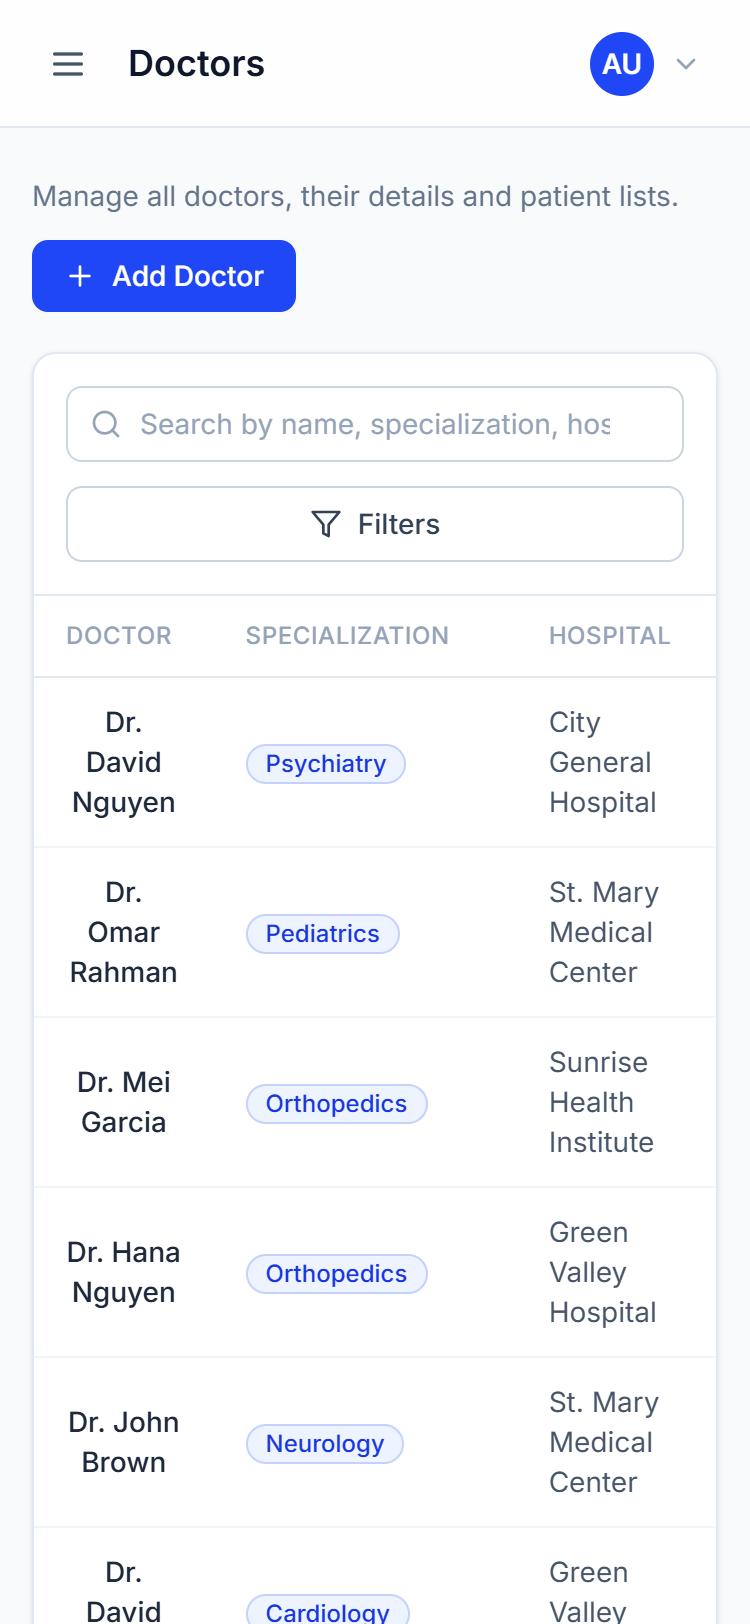 Doctors
AU
Manage all doctors, their details and patient lists.
Add Doctor
Search by name, specialization, hos
Filters
DOCTOR SPECIALIZATION HOSPITAL
Dr.
David
Nguyen
Psychiatry
City
General
Hospital
Dr.
Omar
Rahman
Pediatrics
St. Mary
Medical
Center
Dr. Mei
Garcia
Orthopedics
Sunrise
Health
Institute
Dr. Hana
Nguyen
Orthopedics
Green
Valley
Hospital
Dr. John
Brown
Neurology
St. Mary
Medical
Center
Dr.
David
Cardiology
Green
Valley